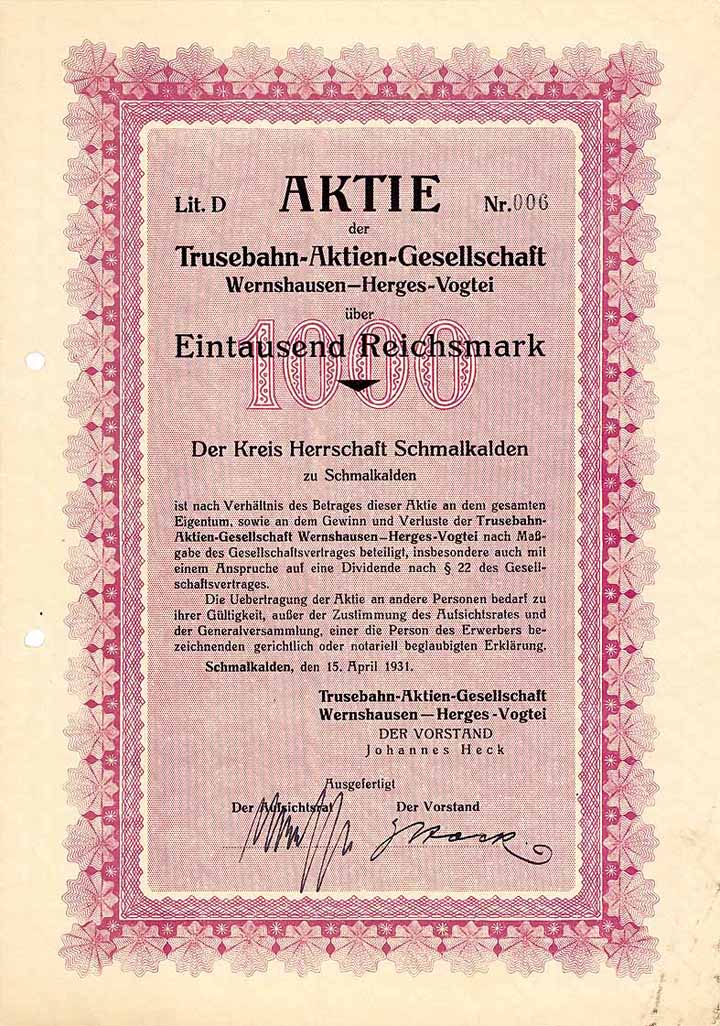 Lit. D AKTIE Nr. 006
der
Trusebahn-Aktien-Gesellschaft
Wernshausen—Herges-Vogtei
über
1000
Eintausend Reichsmark
Der Kreis Herrschaft Schmalkalden
zu Schmalkalden
ist nach Verhältnis des Betrages dieser Aktie an dem gesamten
Eigentum, sowie an dem Gewinn und Verluste der Trusebahn-
Aktien-Gesellschaft Wernshausen—Herges-Vogtei nach Maß-
gabe des Gesellschaftsvertrages beteiligt, insbesondere auch mit
einem Anspruche auf eine Dividende nach § 22 des Gesell-
schaftsvertrages.
Die Uebertragung der Aktie an andere Personen bedarf zu
ihrer Gültigkeit, außer der Zustimmung des Aufsichtsrates und
der Generalversammlung, einer die Person des Erwerbers be-
zeichnenden gerichtlich oder notariell beglaubigten Erklärung.
Schmalkalden, den 15. April 1931.
Trusebahn-Aktien-Gesellschaft
Wernshausen—Herges-Vogtei
DER VORSTAND
Johannes Heck
Ausgefertigt
Der Aufsichtsrat Der Vorstand